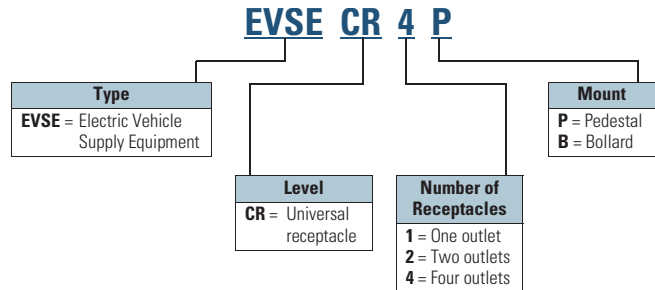 EVSE CR 4 P
Type
EVSE = Electric Vehicle
Supply Equipment
Mount
P = Pedestal
B = Bollard
Level
CR = Universal
receptacle
Number of
Receptacles
1 = One outlet
2 = Two outlets
4 = Four outlets